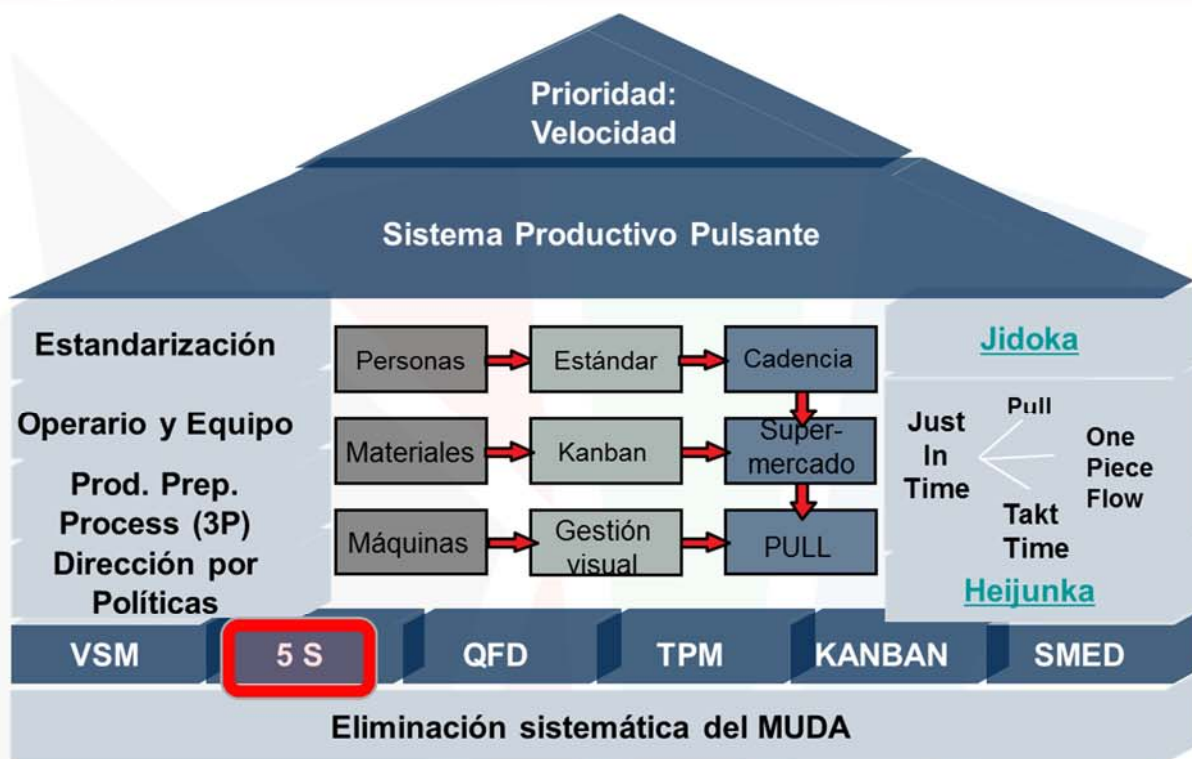 Prioridad:
Velocidad
Sistema Productivo Pulsante
Estandarización
Operario y Equipo
Prod. Prep.
Process (3P)
Dirección por
Políticas
Personas
Estándar
Cadencia
Materiales
Kanban
Super-
mercado
Máquinas
Gestión
visual
PULL
Jidoka
Just
In
Time
Pull
One
Piece
Flow
Takt
Time
Heijunka
VSM
5 S
QFD
TPM
KANBAN
SMED
Eliminación sistemática del MUDA